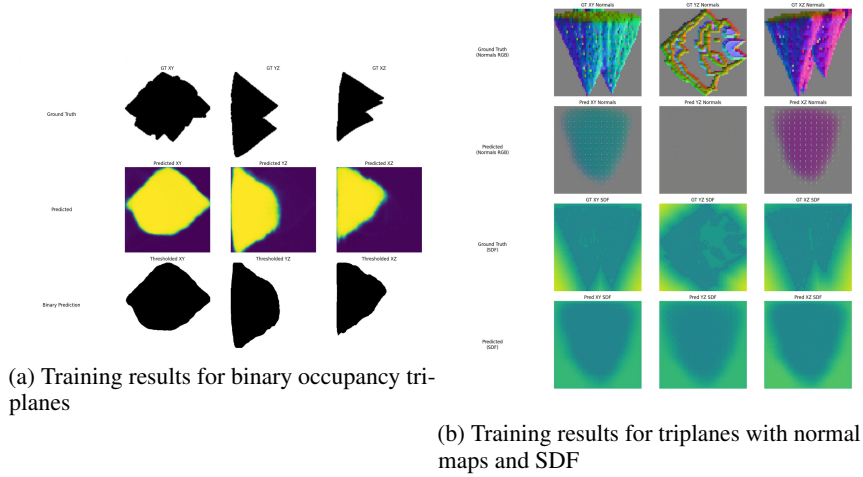 GT XY
GT YZ
GT XZ
Ground Truth
Predicted XY
Predicted YZ
Predicted XZ
Predicted
Thresholded XY
Thresholded YZ
Thresholded XZ
Binary Prediction
(a) Training results for binary occupancy tri-
planes
GT XY Normals
GT YZ Normals
GT XZ Normals
Ground Truth
(Normals RGB)
Pred XY Normals
Pred YZ Normals
Pred XZ Normals
Predicted
(Normals RGB)
GT XY SDF
GT YZ SDF
GT XZ SDF
Ground Truth
(SDF)
Pred XY SDF
Pred YZ SDF
Pred XZ SDF
Predicted
(SDF)
(b) Training results for triplanes with normal
maps and SDF